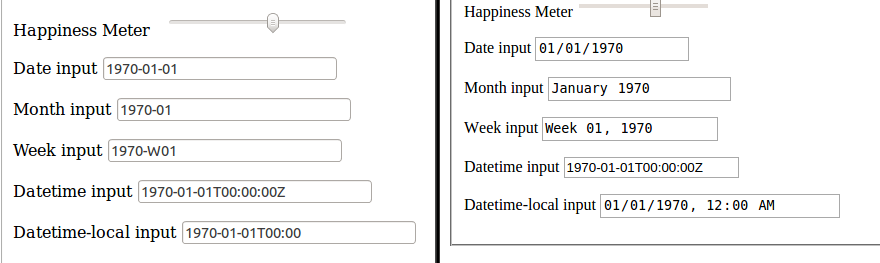 Happiness Meter
Date input 1970-01-01
Month input 1970-01
Week input 1970-W01
Datetime input 1970-01-01T00:00:00Z
Datetime-local input 1970-01-01T00:00
Happiness Meter
Date input 01/01/1970
Month input January 1970
Week input Week 01, 1970
Datetime input 1970-01-01T00:00:00Z
Datetime-local input 01/01/1970, 12:00 AM